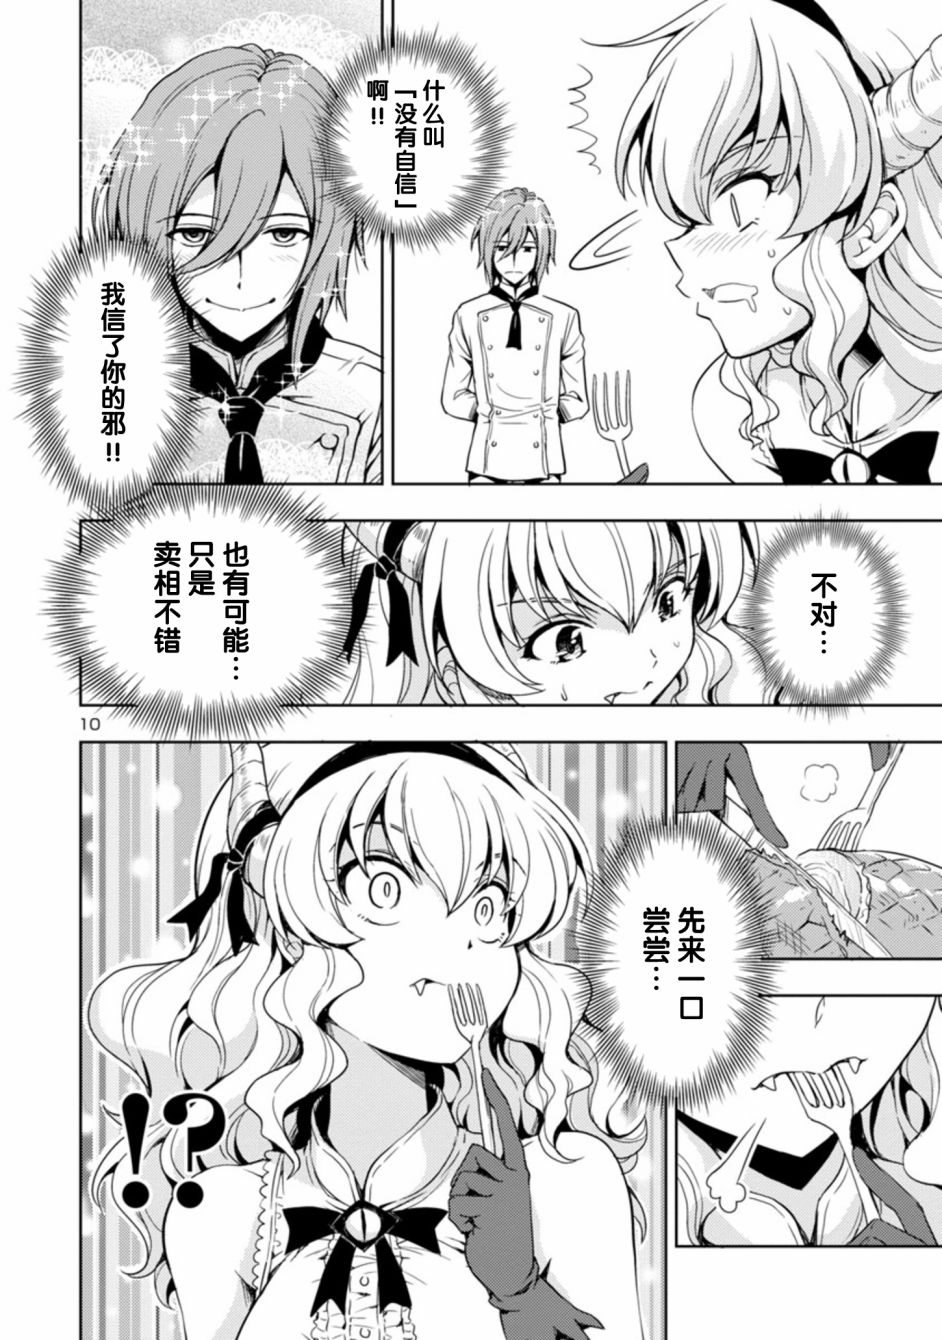 什么叫
「没有自信」
啊!!
我信了你的邪!!
不对…
也有可能…
只是
卖相不错
10
先来一口
尝尝…
!?